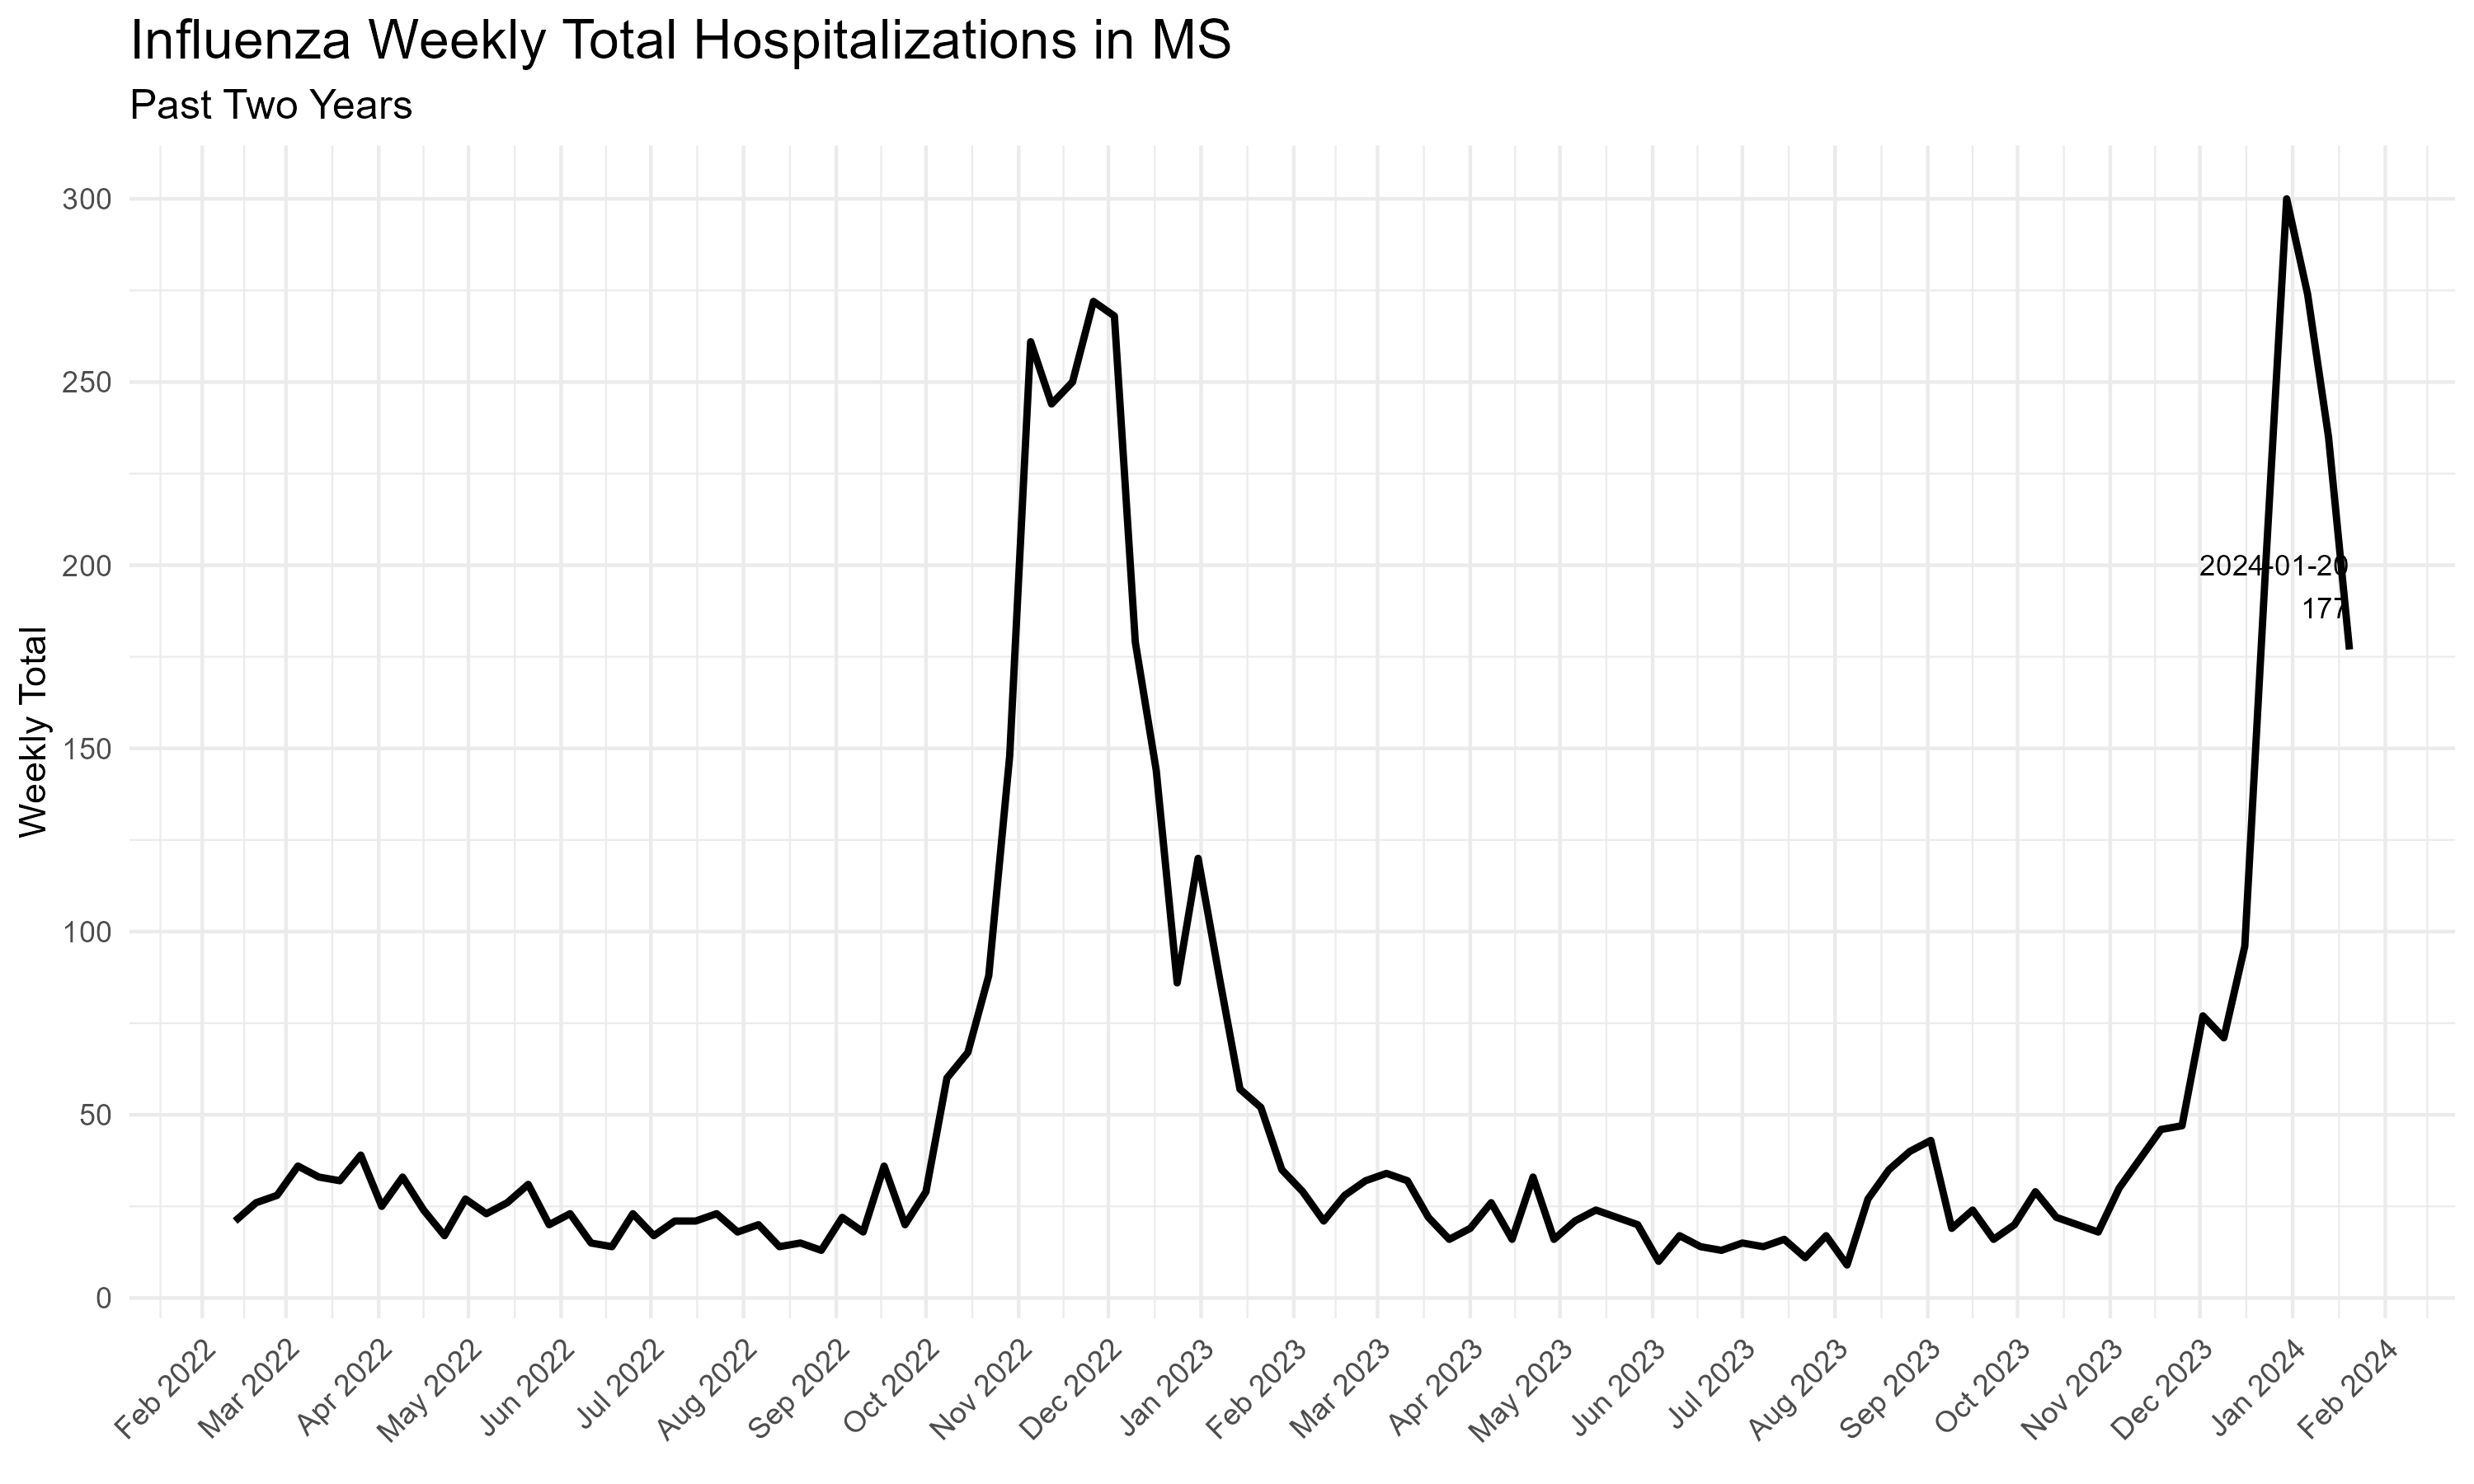 Influenza Weekly Total Hospitalizations in MS
Past Two Years
Weekly Total
300
250
200
150
100
50
0
2024-01-20
177
Feb 2022
Mar 2022
Apr 2022
May 2022
Jun 2022
Jul 2022
Aug 2022
Sep 2022
Oct 2022
Nov 2022
Dec 2022
Jan 2023
Feb 2023
Mar 2023
Apr 2023
May 2023
Jun 2023
Jul 2023
Aug 2023
Sep 2023
Oct 2023
Nov 2023
Dec 2023
Jan 2024
Feb 2024